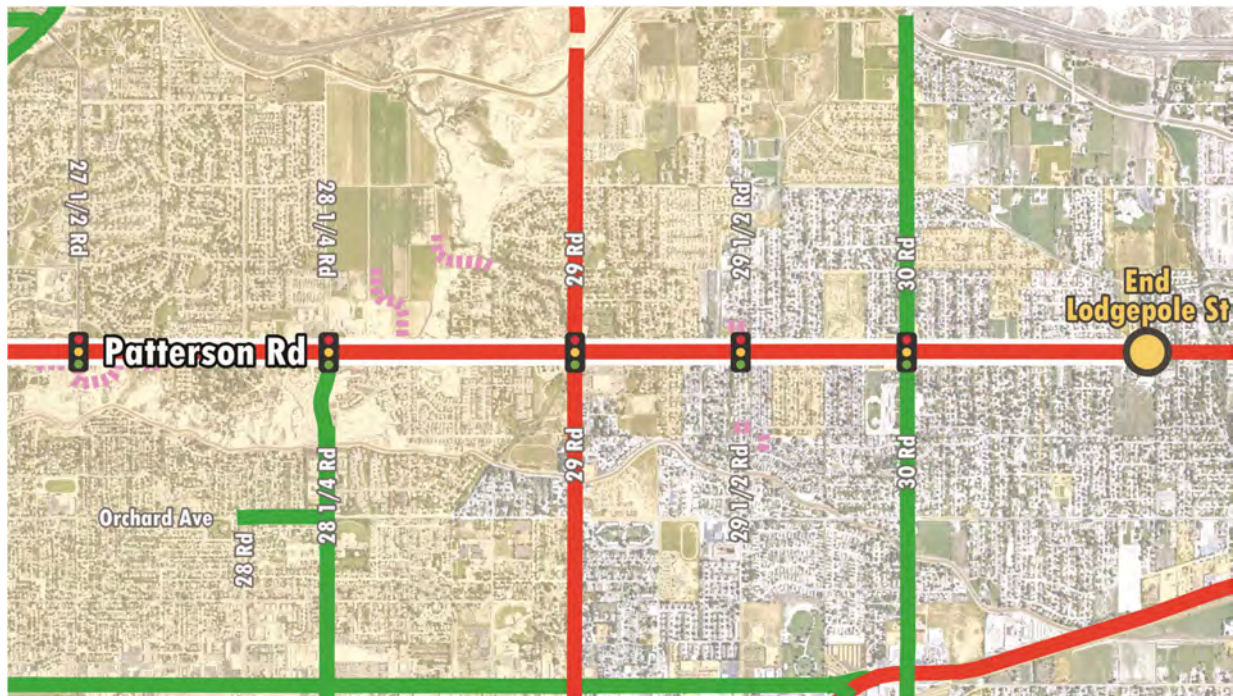 27 1/2 Rd
28 1/4 Rd
29 Rd
29 1/2 Rd
30 Rd
End
Lodgepole St
Patterson Rd
29 Rd
29 1/2 Rd
30 Rd
28 1/4 Rd
Orchard Ave
28 Rd